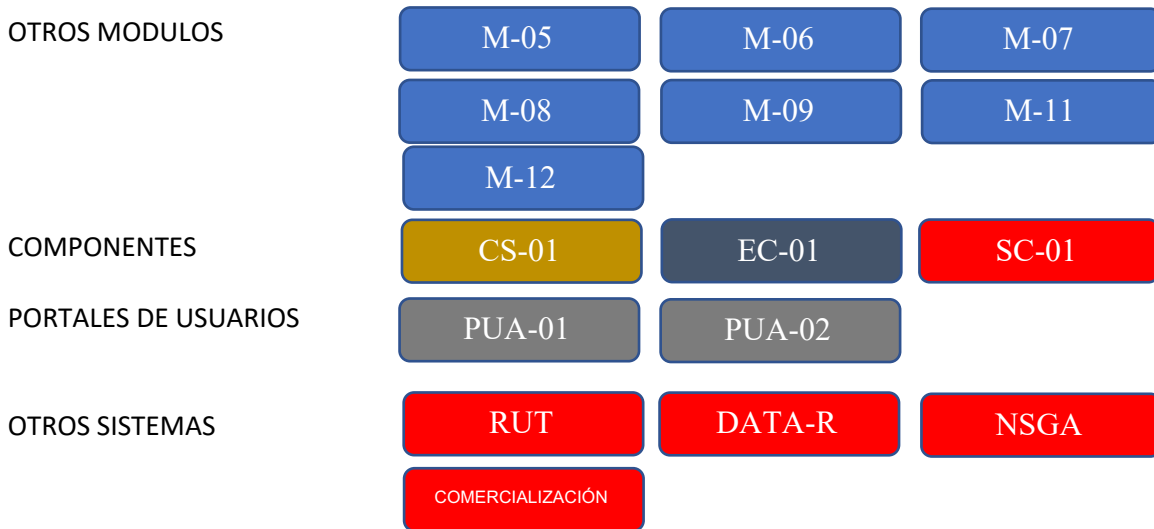 OTROS MODULOS M-05 M-06 M-07
M-08 M-09 M-11
M-12
COMPONENTES CS-01 EC-01 SC-01
PORTALES DE USUARIOS PUA-01 PUA-02
OTROS SISTEMAS RUT DATA-R NSGA
COMERCIALIZACIÓN